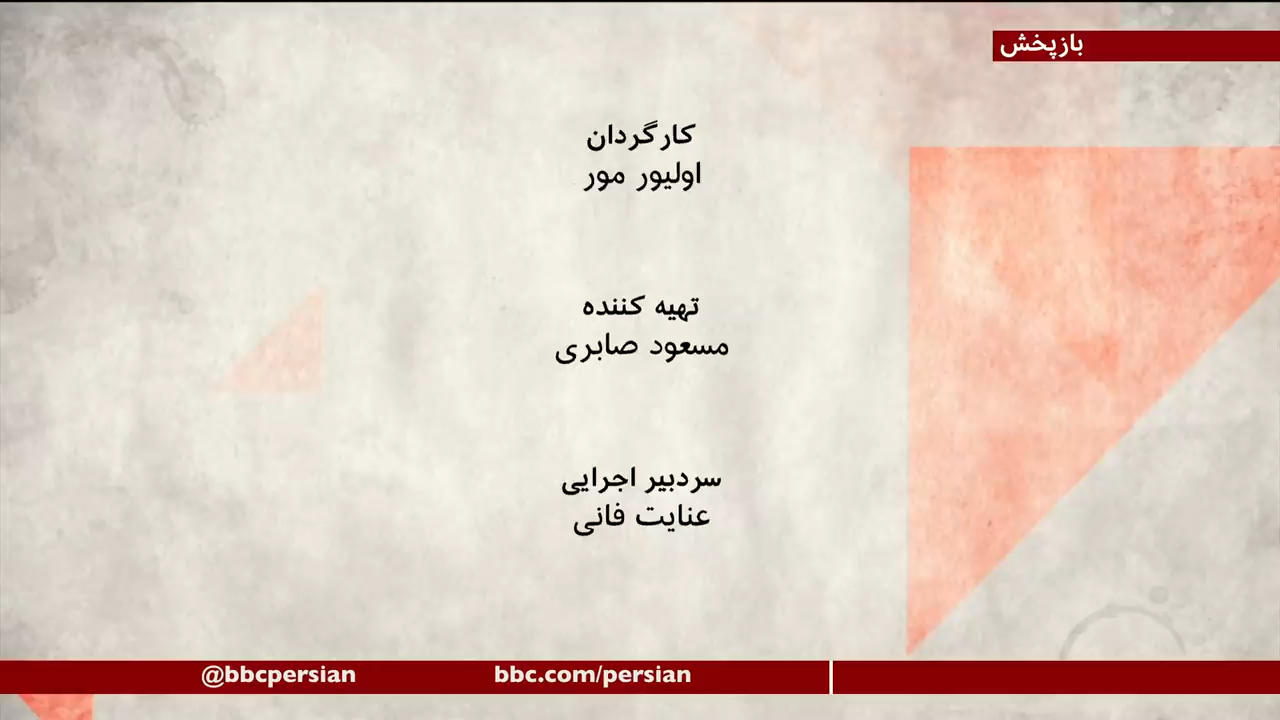 بازپخش
کارگردان
اولیور مور
تهیه کننده
مسعود صابری
سردبیر اجرایی
عنایت فانی
@bbcpersian
bbc.com/persian